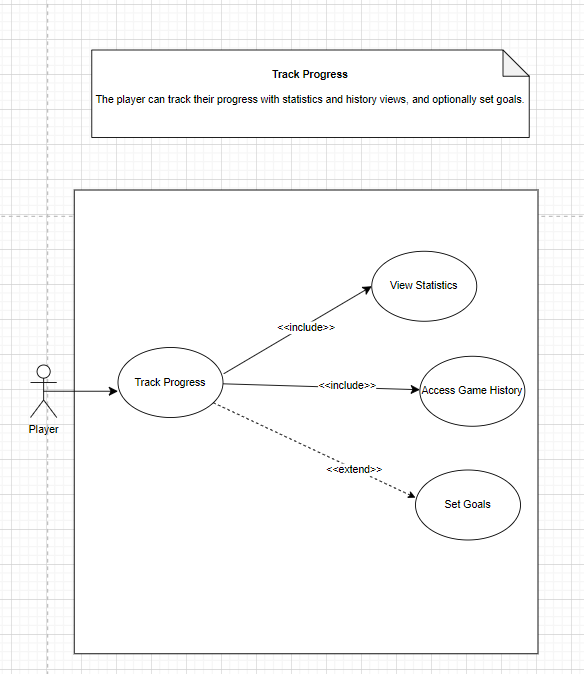 Track Progress
The player can track their progress with statistics and history views, and optionally set goals.
View Statistics
<<include>>
Track Progress
<<include>>
Access Game History
Player
<<extend>>
Set Goals